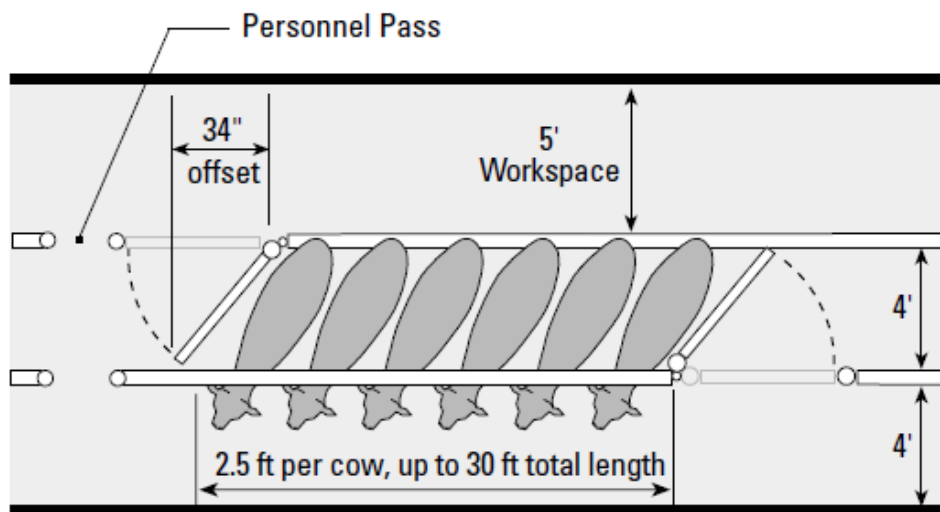 Personnel Pass
34"
offset
5'
Workspace
4'
4'
2.5 ft per cow, up to 30 ft total length